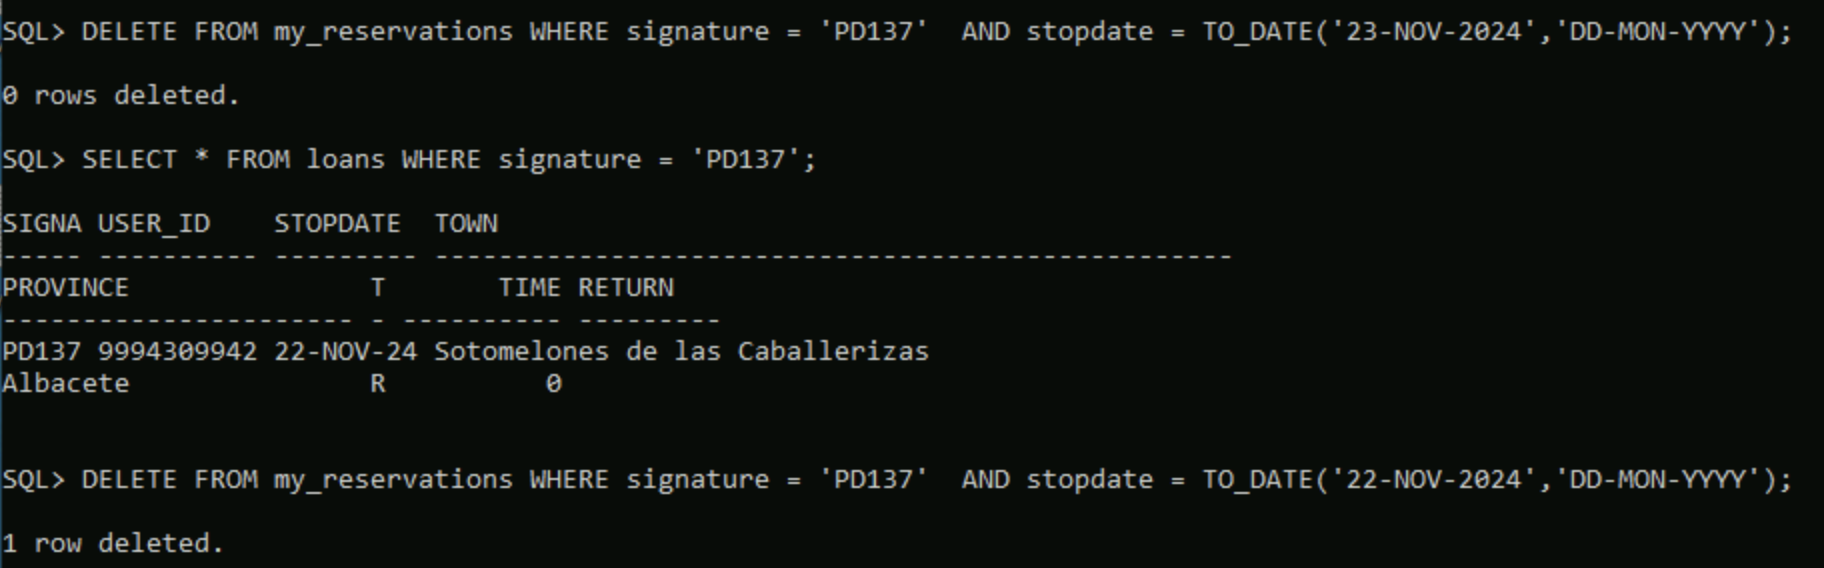 SQL> DELETE FROM my_reservations WHERE signature = 'PD137'  AND stopdate = TO_DATE('23-NOV-2024','DD-MON-YYYY');
0 rows deleted.
SQL> SELECT * FROM loans WHERE signature = 'PD137';
SIGNA USER_ID    STOPDATE  TOWN
----- ---------- --------- --------------------------------------------------
PROVINCE               T       TIME RETURN
---------------------- - ---------- ---------
PD137 9994309942 22-NOV-24 Sotomelones de las Caballerizas
Albacete               R          0
SQL> DELETE FROM my_reservations WHERE signature = 'PD137'  AND stopdate = TO_DATE('22-NOV-2024','DD-MON-YYYY');
1 row deleted.